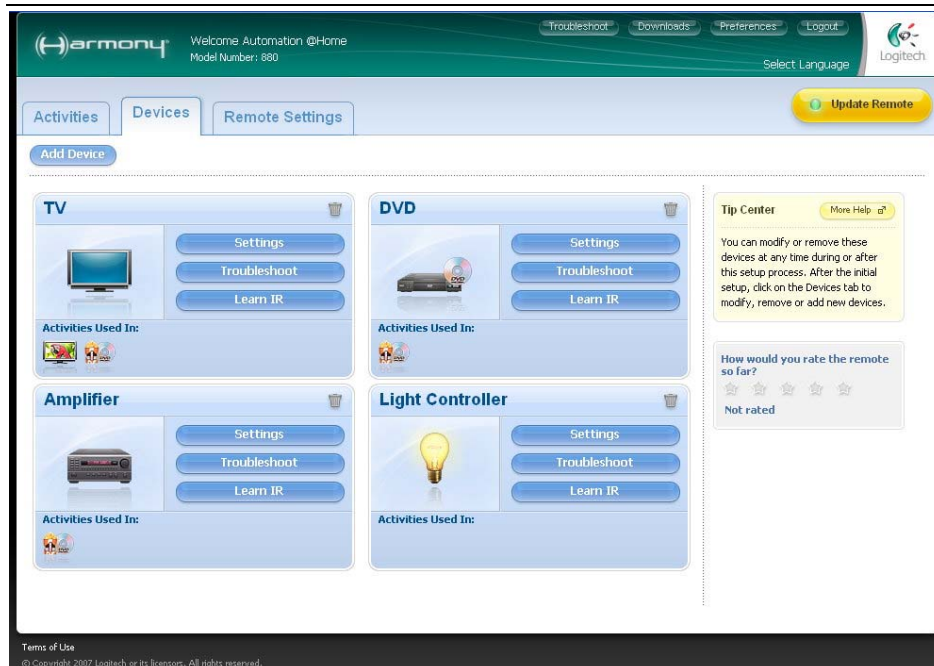 Harmony
Welcome Automation @Home
Model Number: 880
Troubleshoot
Downloads
Preferences
Logout
Select Language
Logitech
Activities
Devices
Remote Settings
Update Remote
Add Device
TV
Settings
Troubleshoot
Learn IR
Activities Used In:
DVD
Settings
Troubleshoot
Learn IR
Activities Used In:
Amplifier
Settings
Troubleshoot
Learn IR
Activities Used In:
Light Controller
Settings
Troubleshoot
Learn IR
Activities Used In:
Tip Center
More Help
You can modify or remove these
devices at any time during or after
this setup process. After the initial
setup, click on the Devices tab to
modify, remove or add new devices.
How would you rate the remote
so far?
Not rated
Terms of Use
© Copyright 2007 Logitech or its licensors. All rights reserved.